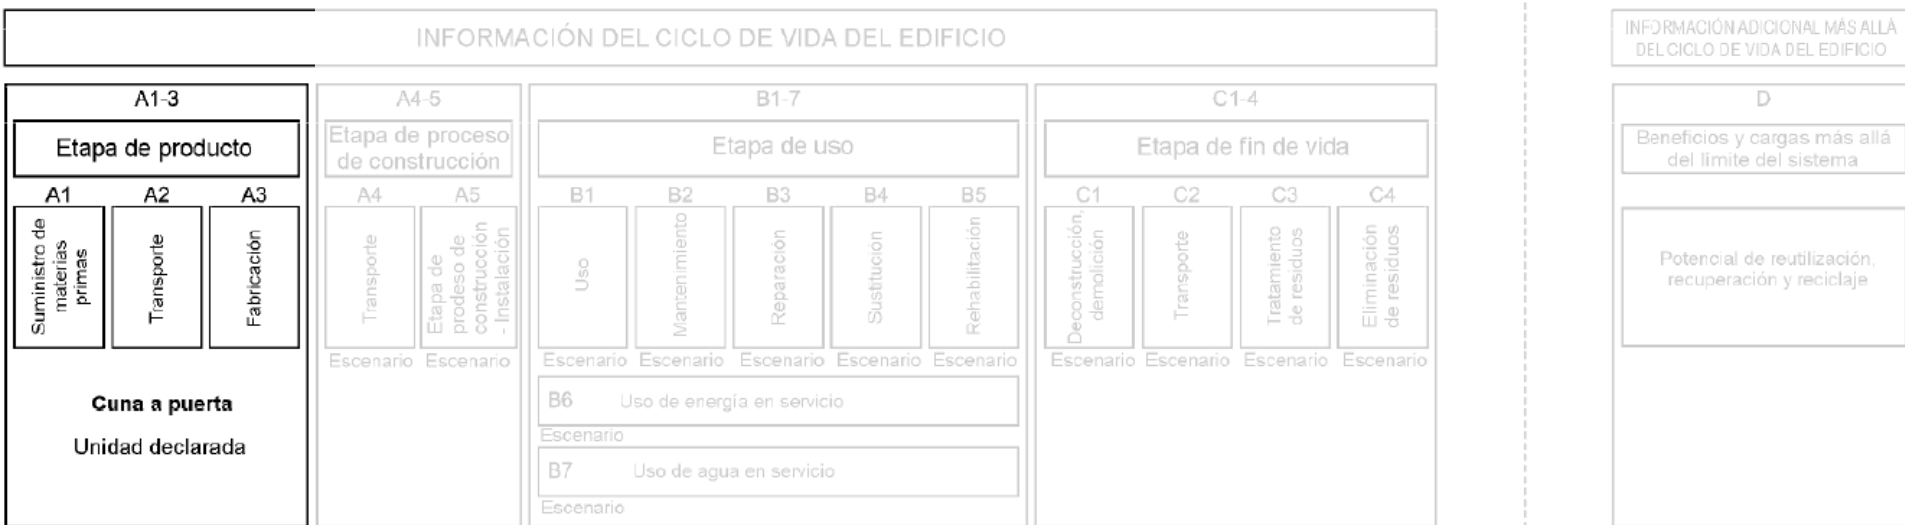 INFORMACIÓN DEL CICLO DE VIDA DEL EDIFICIO
INFORMACIÓN ADICIONAL MÁS ALLÁ
DEL CICLO DE VIDA DEL EDIFICIO
A1-3
A4-5
B1-7
C1-4
D
Etapa de producto
Etapa de proceso
de construcción
Etapa de uso
Etapa de fin de vida
Beneficios y cargas más allá
del límite del sistema
A1
A2
A3
A4
A5
B1
B2
B3
B4
B5
C1
C2
C3
C4
Suministro de
materias
primas
Transporte
Fabricación
Transporte
Etapa de
prodeso de
construcción
- Instalación
Uso
Mantenimiento
Reparación
Sustitución
Rehabilitación
Deconstrucción,
demolición
Transporte
Tratamiento
de residuos
Eliminación
de residuos
Potencial de reutilización,
recuperación y reciclaje
Escenario
Escenario
Escenario
Escenario
Escenario
Escenario
Escenario
Escenario
Escenario
Escenario
Escenario
Cuna a puerta
Unidad declarada
B6 Uso de energía en servicio
Escenario
B7 Uso de agua en servicio
Escenario